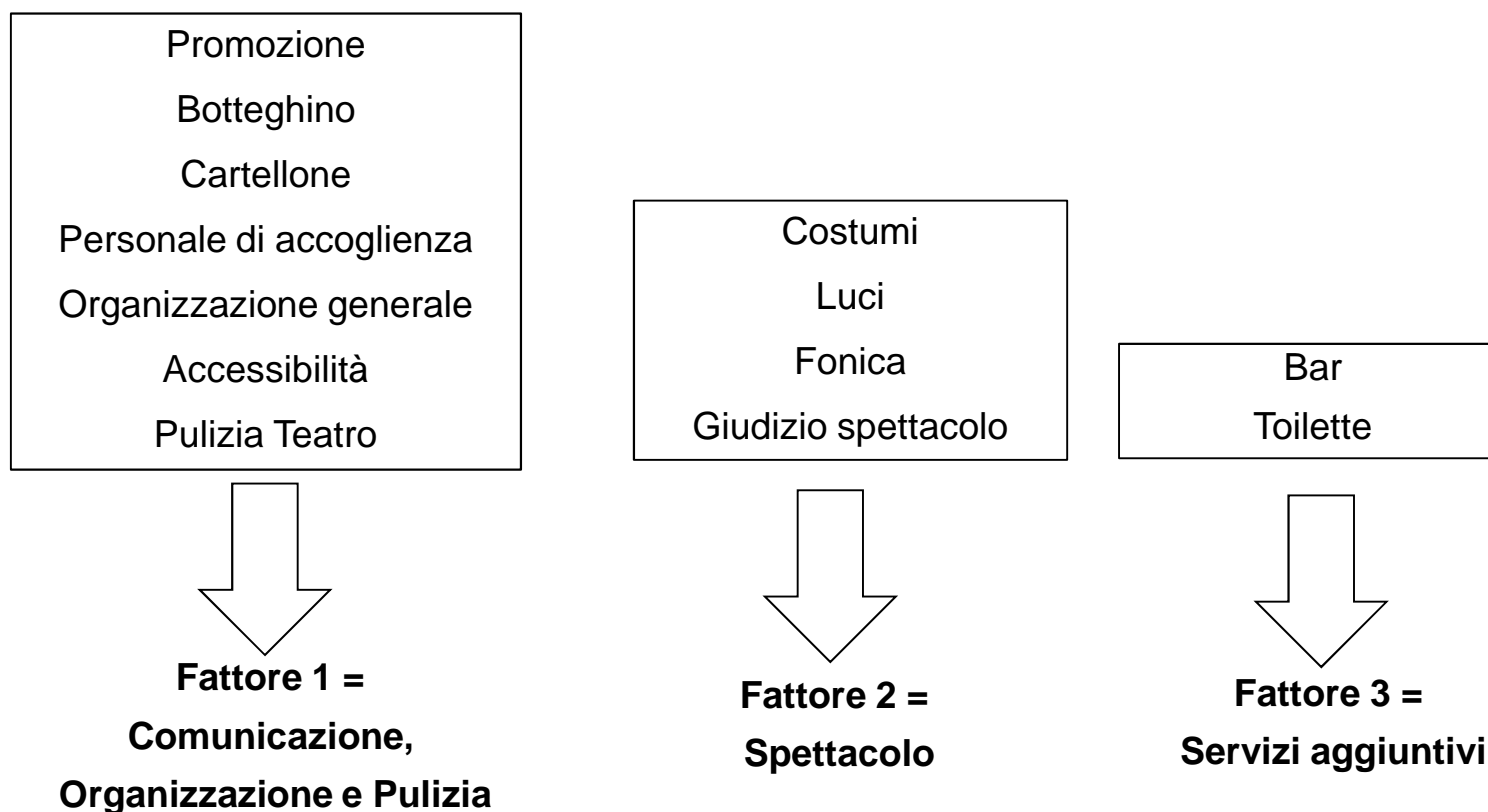 Promozione
Botteghino
Cartellone
Personale di accoglienza
Organizzazione generale
Accessibilità
Pulizia Teatro
Costumi
Luci
Fonica
Giudizio spettacolo
Bar
Toilette
Fattore 1 =
Comunicazione,
Organizzazione e Pulizia
Fattore 2 =
Spettacolo
Fattore 3 =
Servizi aggiuntivi